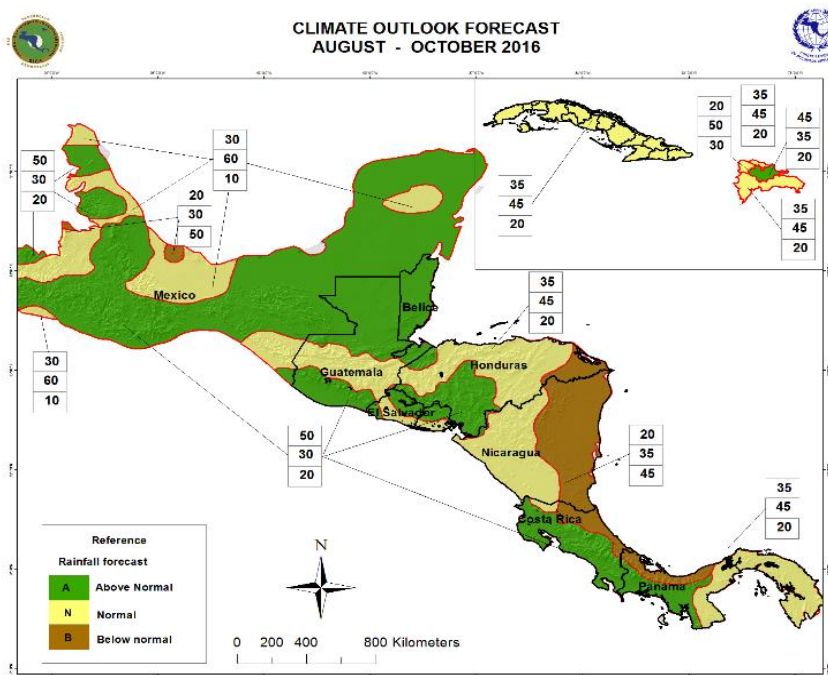 CLIMATE OUTLOOK FORECAST
AUGUST - OCTOBER 2016
50
30
20
30
60
10
20
30
50
20
50
30
35
45
20
45
35
20
35
45
20
35
45
20
Mexico
Belice
35
45
20
30
60
10
Guatemala
Honduras
El Salvador
50
30
20
Nicaragua
20
35
45
35
45
20
Costa Rica
Panama
Reference
Rainfall forecast
A Above Normal
N Normal
B Below normal
N
0 200 400 800 Kilometers